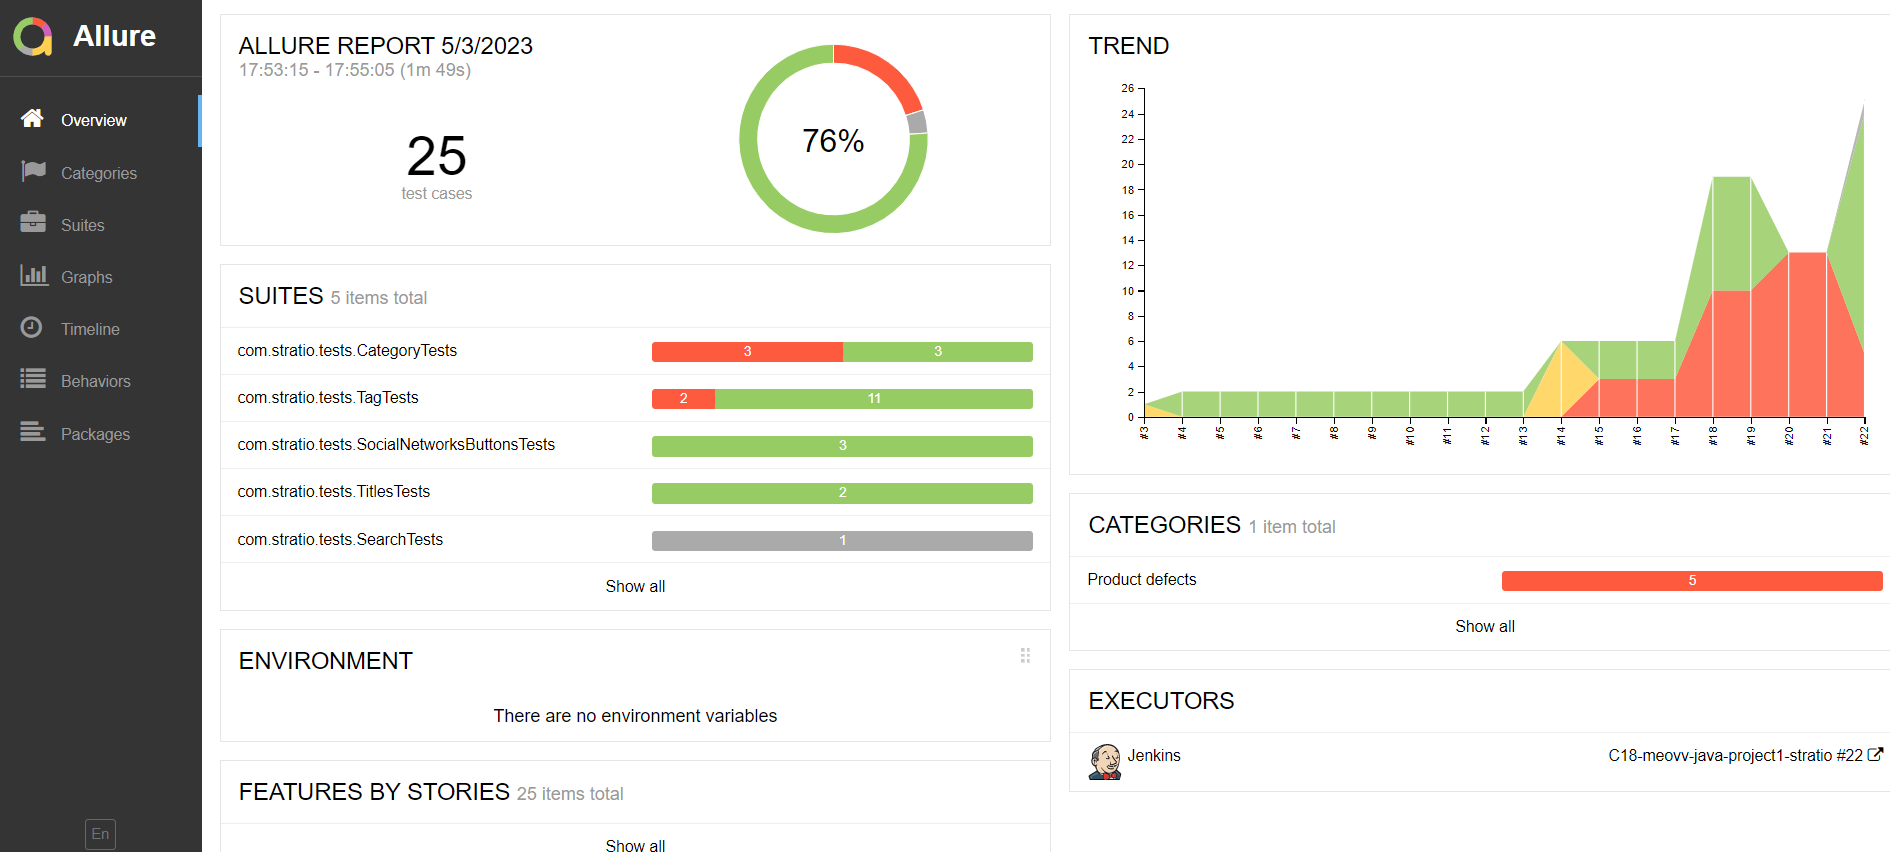 Allure
Overview
Categories
Suites
Graphs
Timeline
Behaviors
Packages
En
ALLURE REPORT 5/3/2023
17:53:15 - 17:55:05 (1m 49s)
25
test cases
76%
SUITES 5 items total
com.stratio.tests.CategoryTests 3 3
com.stratio.tests.TagTests 2 11
com.stratio.tests.SocialNetworksButtonsTests 3
com.stratio.tests.TitlesTests 2
com.stratio.tests.SearchTests 1
Show all
ENVIRONMENT
There are no environment variables
FEATURES BY STORIES 25 items total
Show all
TREND
26
24
22
20
18
16
14
12
10
8
6
4
2
0
#3 #4 #5 #6 #7 #8 #9 #10 #11 #12 #13 #14 #15 #16 #17 #18 #19 #20 #21 #22
CATEGORIES 1 item total
Product defects 5
Show all
EXECUTORS
Jenkins C18-meovv-java-project1-stratio #22